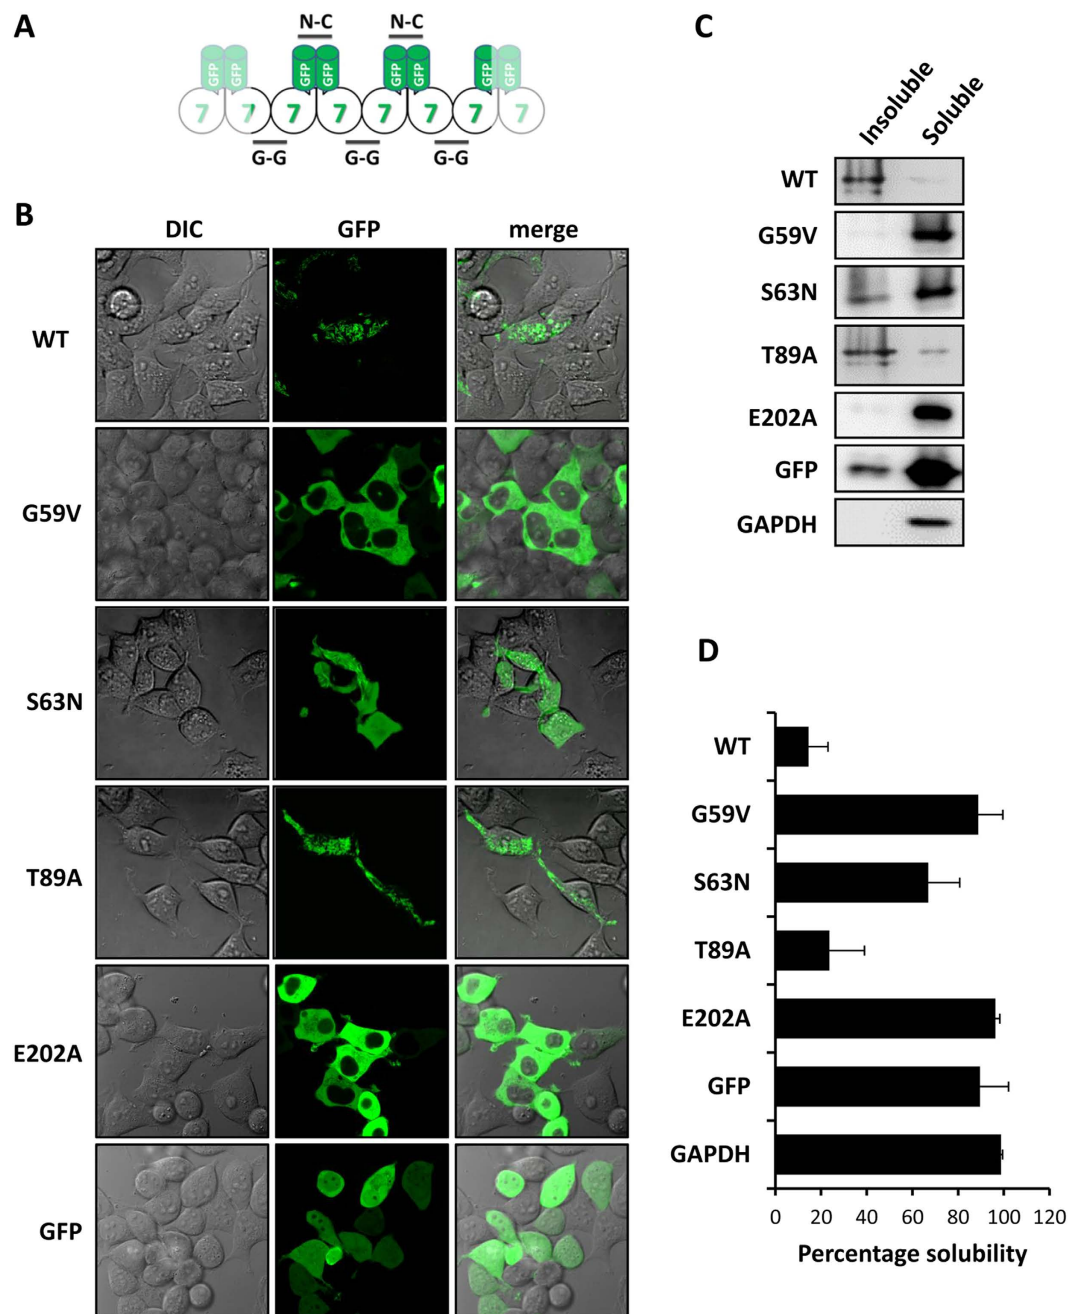 A
N-C N-C
GFP GFP GFP GFP GFP GFP GFP GFP
7 7 7 7 7 7 7 7
G-G G-G G-G
B
DIC GFP merge
WT
G59V
S63N
T89A
E202A
GFP
C
Insoluble Soluble
WT
G59V
S63N
T89A
E202A
GFP
GAPDH
D
WT
G59V
S63N
T89A
E202A
GFP
GAPDH
0 20 40 60 80 100 120
Percentage solubility